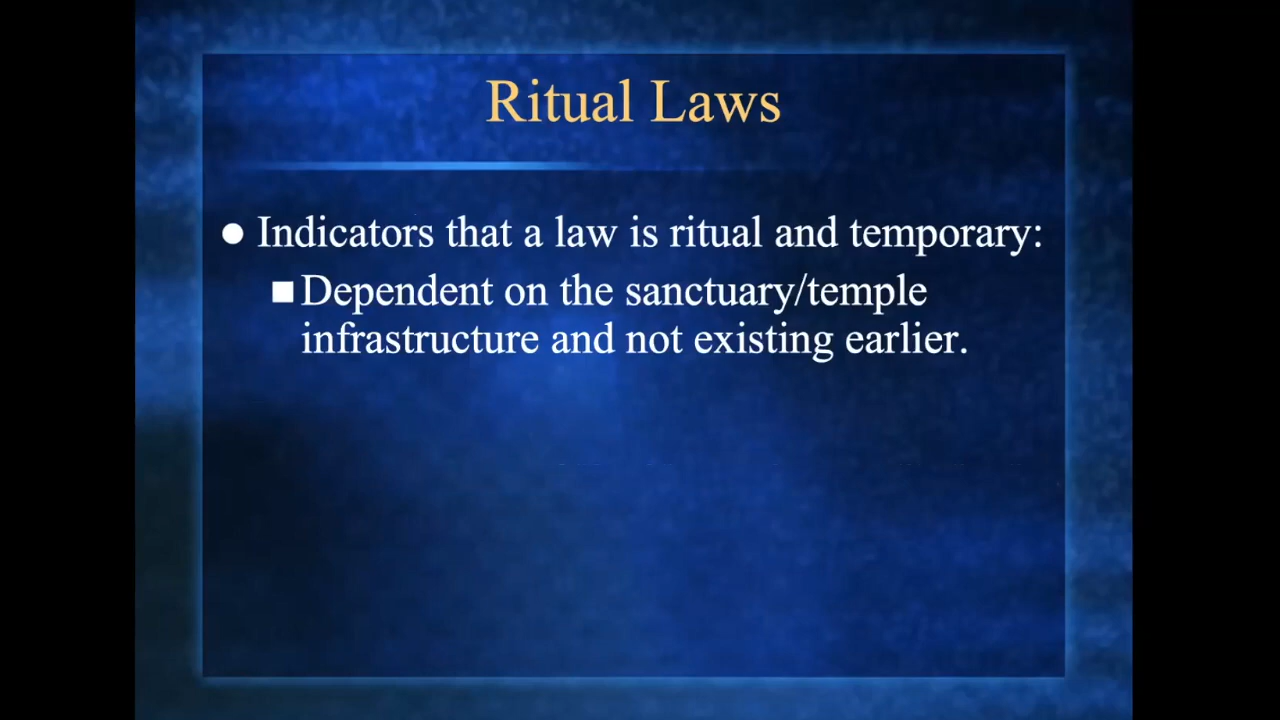 Ritual Laws
● Indicators that a law is ritual and temporary:
■ Dependent on the sanctuary/temple
infrastructure and not existing earlier.